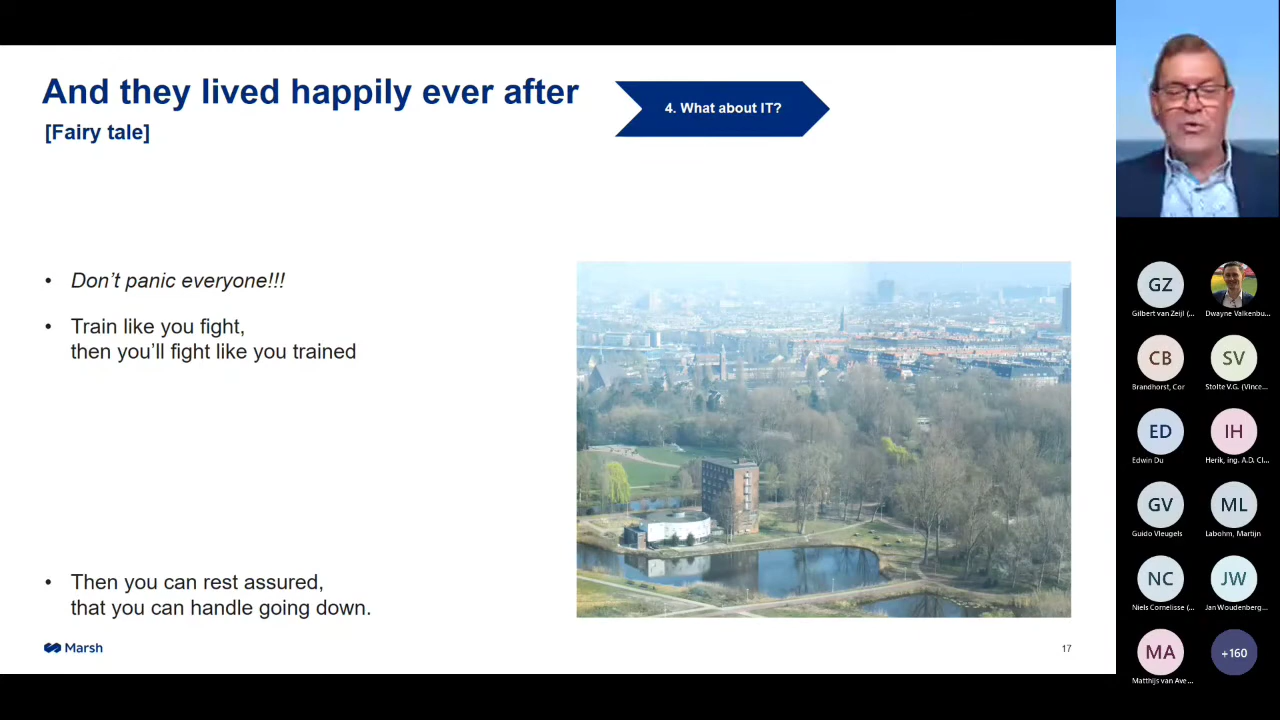 And they lived happily ever after
[Fairy tale]
4. What about IT?
• Don’t panic everyone!!!
• Train like you fight,
then you’ll fight like you trained
• Then you can rest assured,
that you can handle going down.
Marsh
17
GZ
Gilbert van Zeijl (...
Dwayne Valkenbu...
CB
Brandhorst, Cor
SV
Stolte V.G. (Vince...
ED
Edwin Du
IH
Herik, ing. A.D. Cl...
GV
Guido Vleugels
ML
Labohm, Martijn
NC
Niels Cornelisse (...
JW
Jan Woudenberg...
MA
Matthijs van Ave...
+160